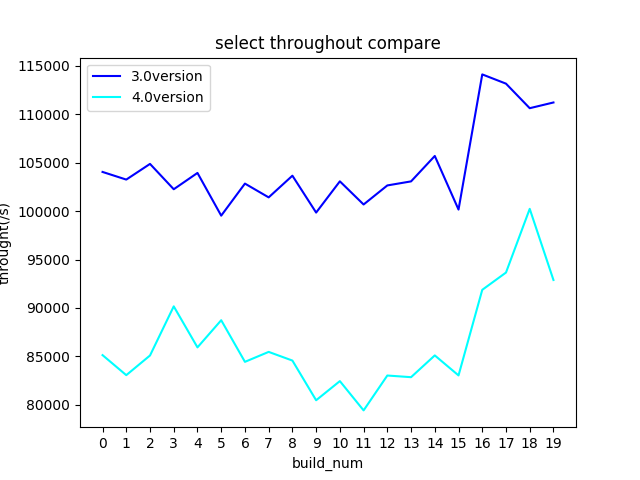 select throughout compare
3.0version
4.0version
115000
110000
105000
100000
95000
90000
85000
80000
throught(/s)
0 1 2 3 4 5 6 7 8 9 10 11 12 13 14 15 16 17 18 19
build_num